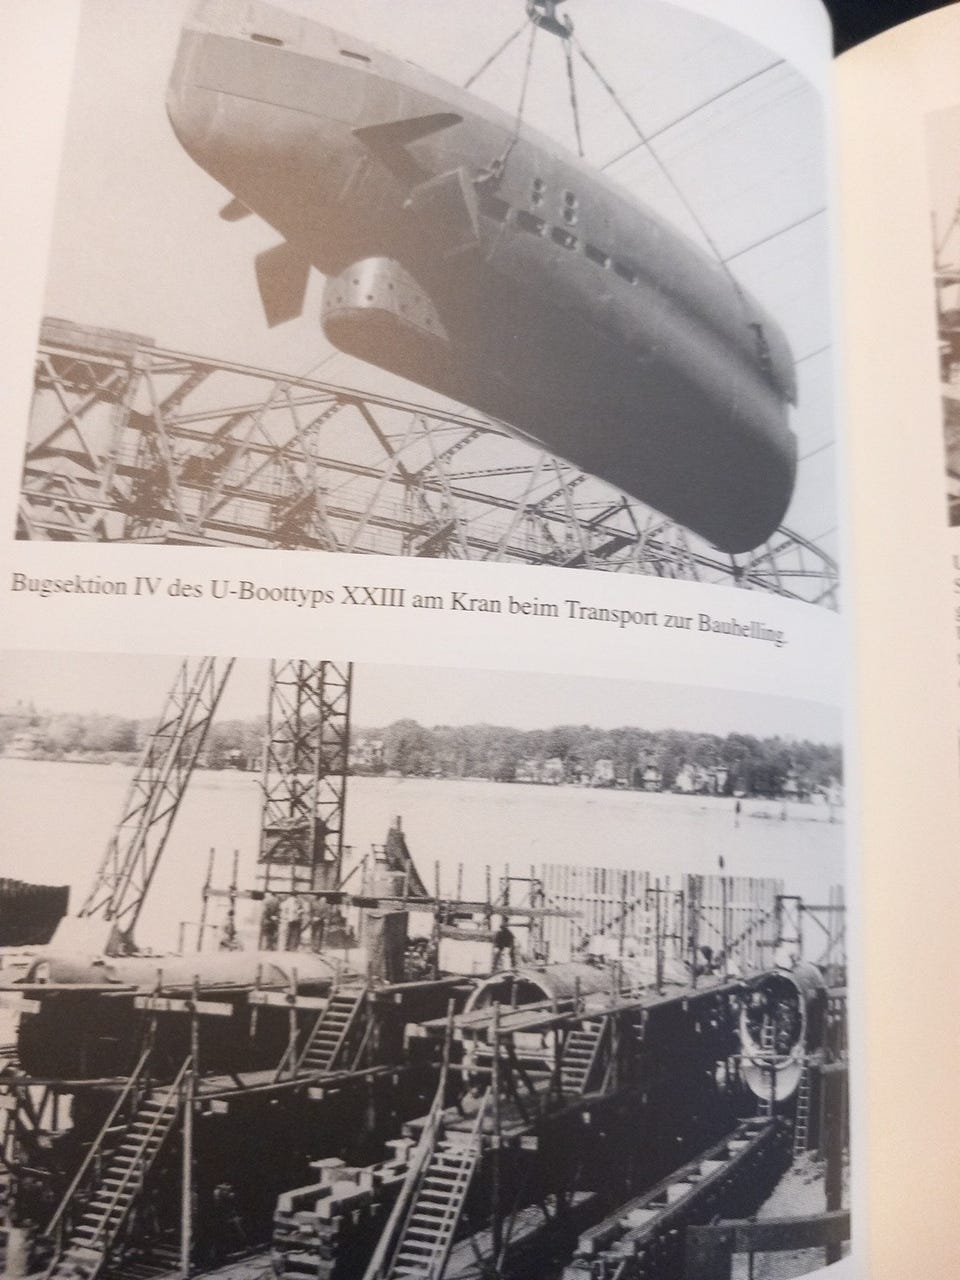 Bugsektion IV des U-Boottyps XXIII am Kran beim Transport zur Bauhelling.